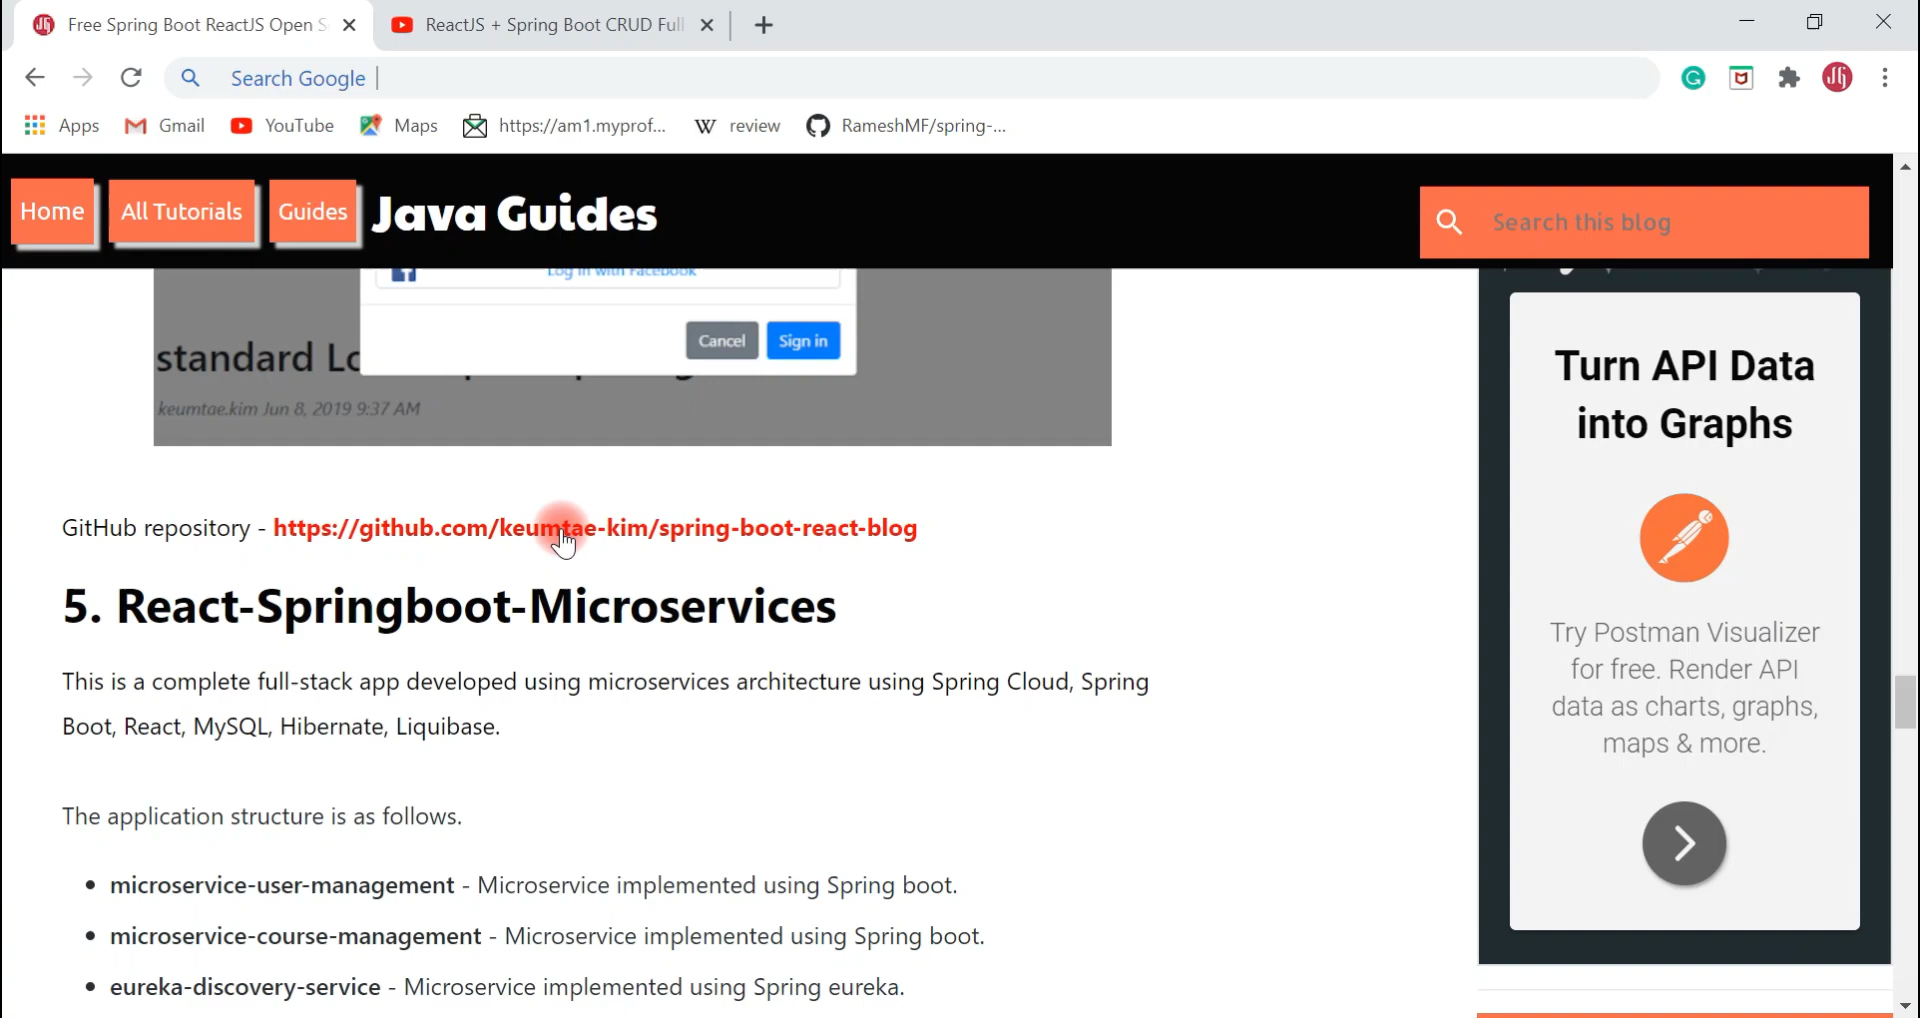 Free Spring Boot ReactJS Open S
ReactJS + Spring Boot CRUD Full
Search Google
Apps
Gmail
YouTube
Maps
https://am1.myprof...
W review
RameshMF/spring-...
Home
All Tutorials
Guides
Java Guides
Search this blog
Log in with Facebook
Cancel
Sign in
standard Lo
keumtae.kim Jun 8, 2019 9:37 AM
GitHub repository - https://github.com/keumtae-kim/spring-boot-react-blog
5. React-Springboot-Microservices
This is a complete full-stack app developed using microservices architecture using Spring Cloud, Spring
Boot, React, MySQL, Hibernate, Liquibase.
The application structure is as follows.
• microservice-user-management - Microservice implemented using Spring boot.
• microservice-course-management - Microservice implemented using Spring boot.
• eureka-discovery-service - Microservice implemented using Spring eureka.
Turn API Data
into Graphs
Try Postman Visualizer
for free. Render API
data as charts, graphs,
maps & more.